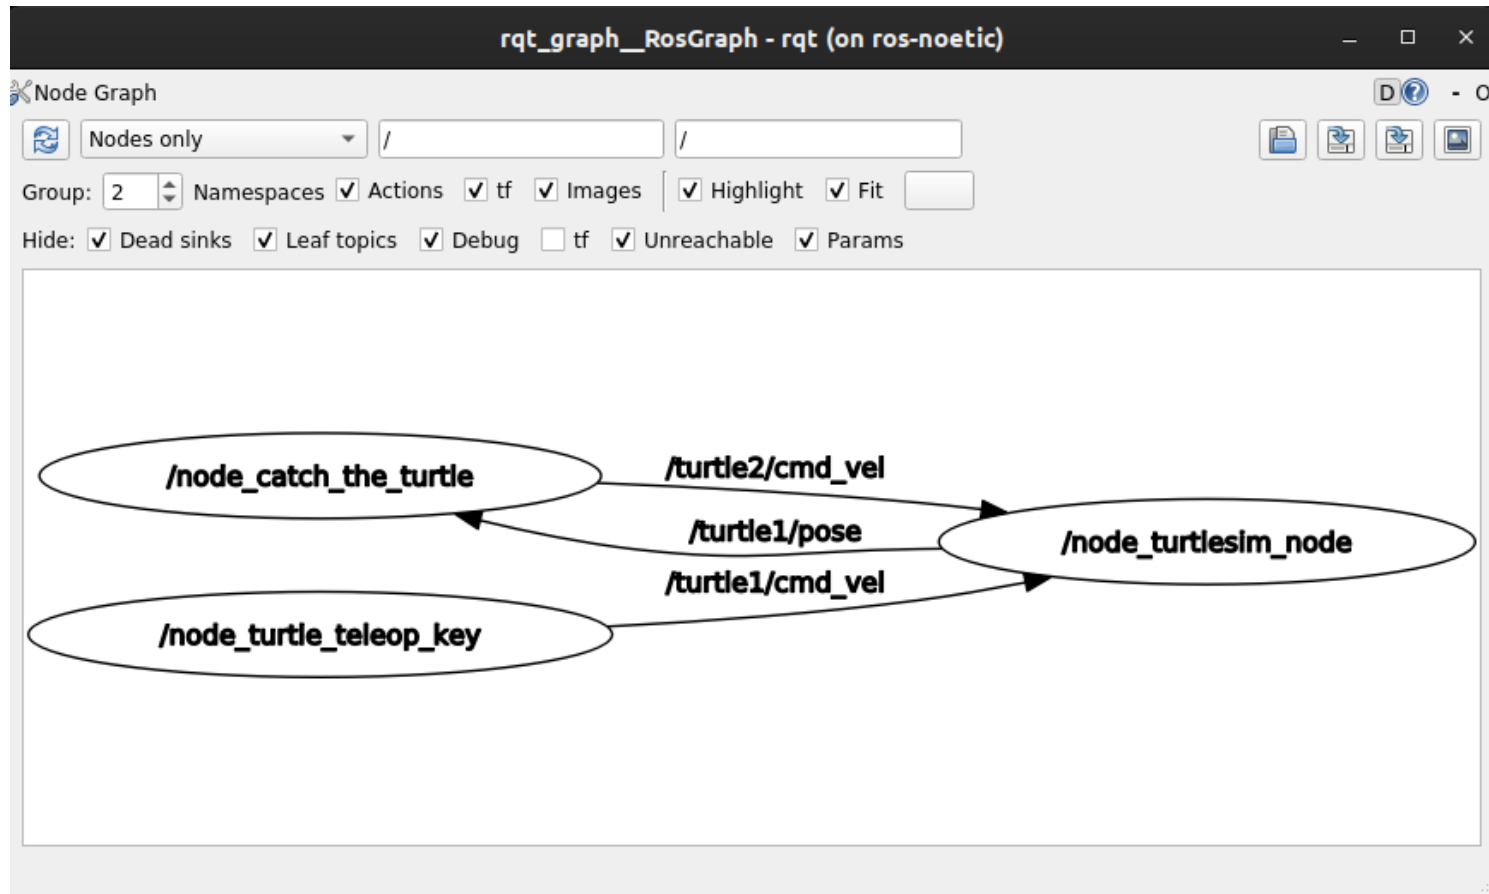 rqt_graph__RosGraph - rqt (on ros-noetic)
Node Graph D ? - O
Nodes only / /
Group: 2 Namespaces Actions tf Images Highlight Fit
Hide: Dead sinks Leaf topics Debug tf Unreachable Params
/node_catch_the_turtle
/turtle2/cmd_vel
/turtle1/pose
/node_turtlesim_node
/turtle1/cmd_vel
/node_turtle_teleop_key